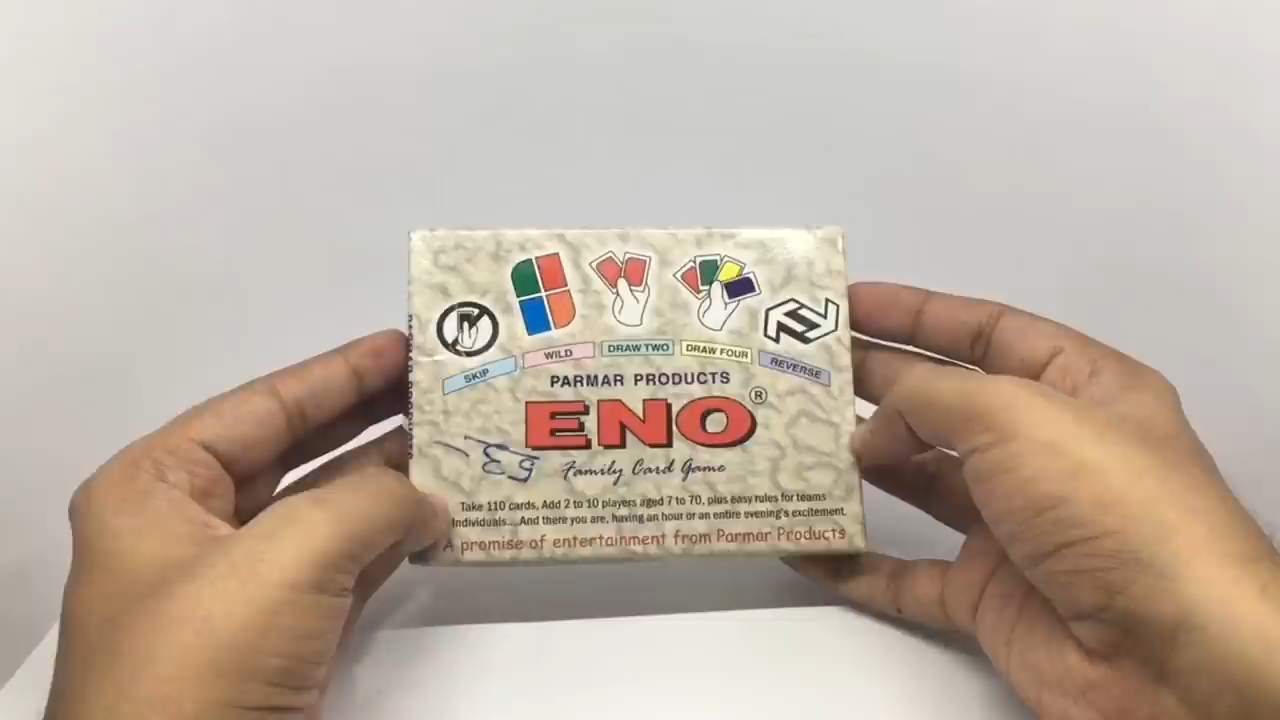 SKIP
WILD
DRAW TWO
DRAW FOUR
REVERSE
PARMAR PRODUCTS
ENO®
Family Card Game
Take 110 cards, Add 2 to 10 players aged 7 to 70, plus easy rules for teams
Individuals....And there you are, having an hour or an entire evening's excitement.
A promise of entertainment from Parmar Products